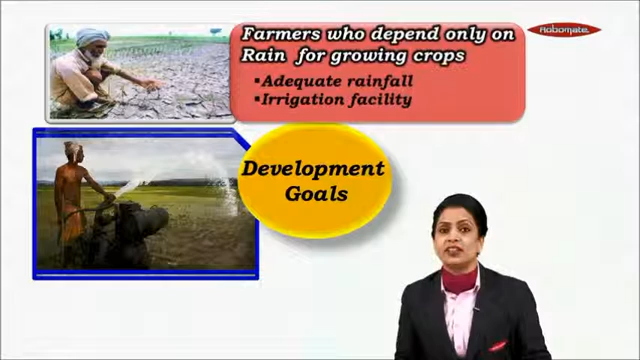 Farmers who depend only on
Rain for growing crops
▪Adequate rainfall
▪Irrigation facility
Robomate
Development
Goals